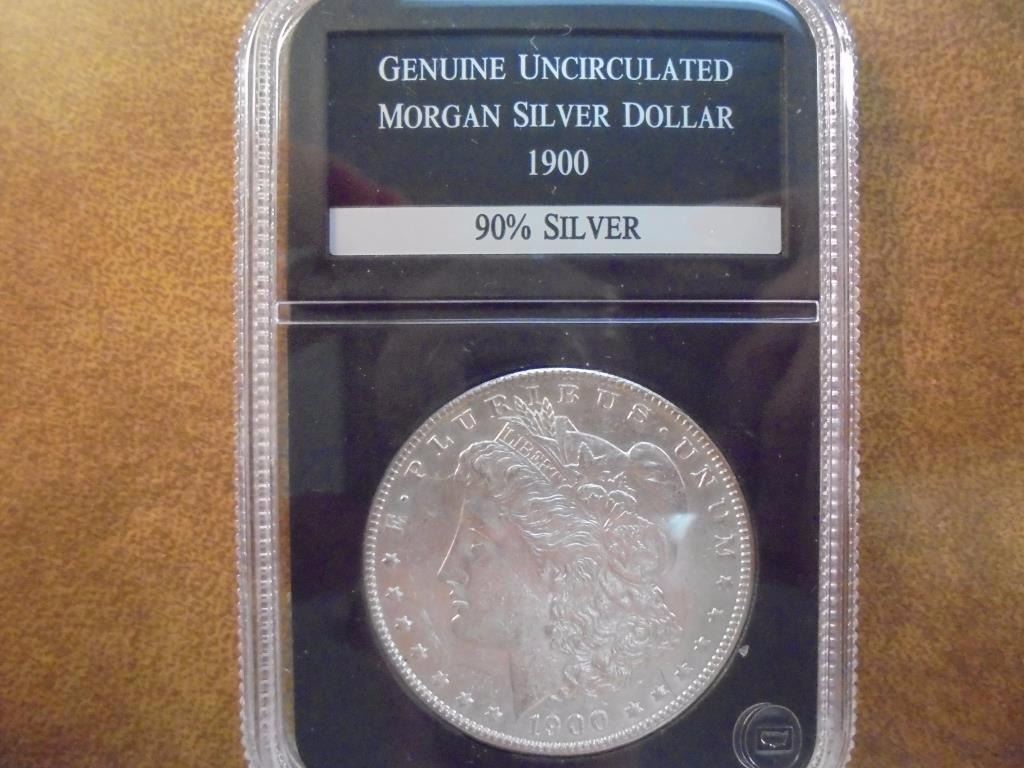 GENUINE UNCIRCULATED
MORGAN SILVER DOLLAR
1900
90% SILVER
E · PLURIBUS · UNUM
LIBERTY
1900